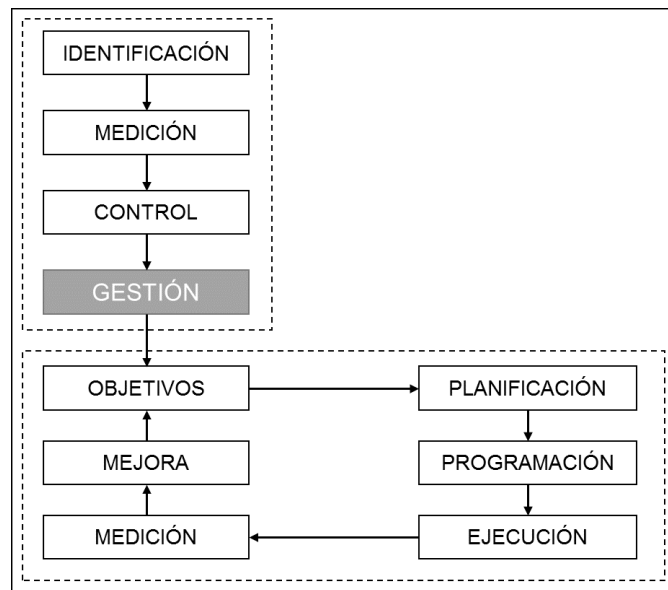 IDENTIFICACIÓN
MEDICIÓN
CONTROL
GESTIÓN
OBJETIVOS
PLANIFICACIÓN
MEJORA
PROGRAMACIÓN
MEDICIÓN
EJECUCIÓN